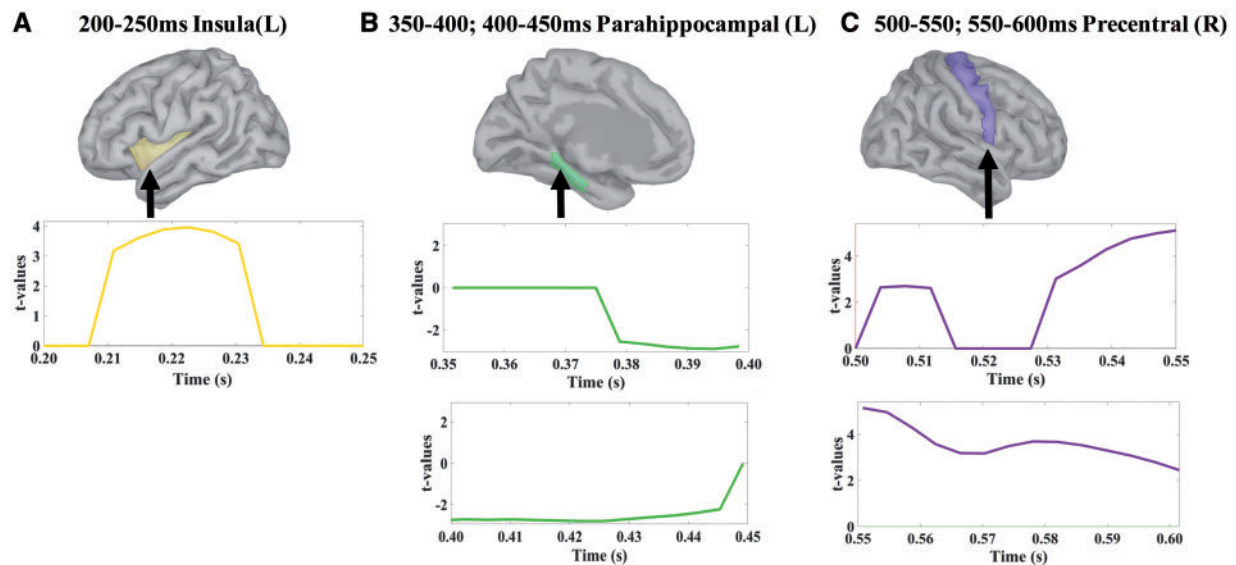 A 200-250ms Insula(L)
B 350-400; 400-450ms Parahippocampal (L)
C 500-550; 550-600ms Precentral (R)
t-values
4
3
2
1
0
0.20 0.21 0.22 0.23 0.24 0.25
Time (s)
t-values
2
0
-2
0.35 0.36 0.37 0.38 0.39 0.40
Time (s)
t-values
4
2
0
0.50 0.51 0.52 0.53 0.54 0.55
Time (s)
t-values
2
0
-2
0.40 0.41 0.42 0.43 0.44 0.45
Time (s)
t-values
4
2
0
0.55 0.56 0.57 0.58 0.59 0.60
Time (s)